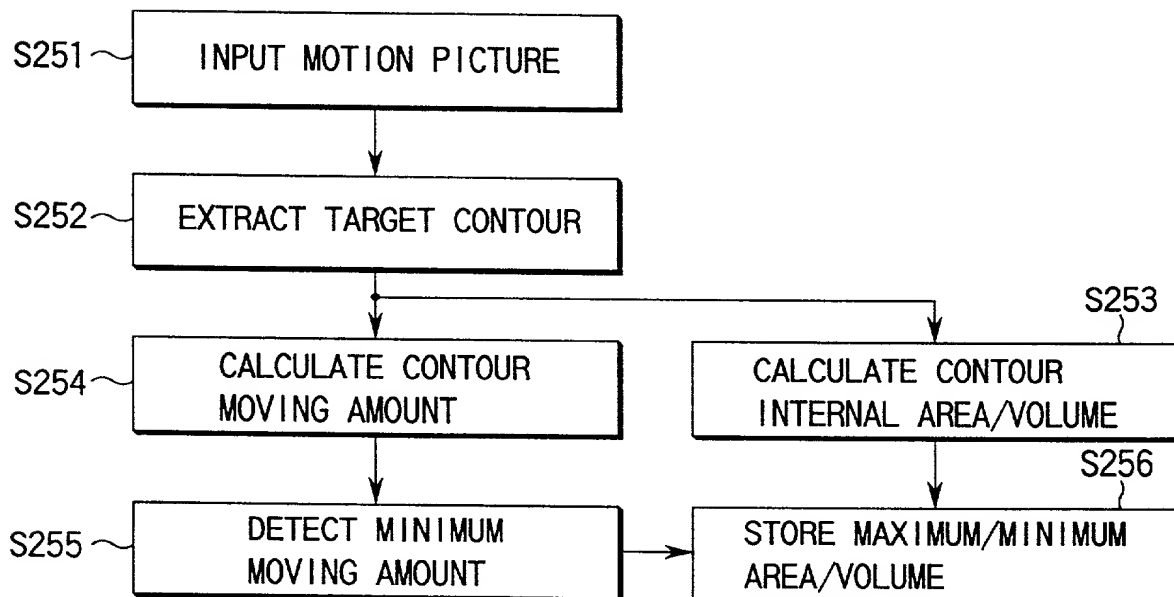 S251
INPUT MOTION PICTURE
S252
EXTRACT TARGET CONTOUR
S253
S254
CALCULATE CONTOUR
MOVING AMOUNT
CALCULATE CONTOUR
INTERNAL AREA/VOLUME
S256
S255
DETECT MINIMUM
MOVING AMOUNT
STORE MAXIMUM/MINIMUM
AREA/VOLUME